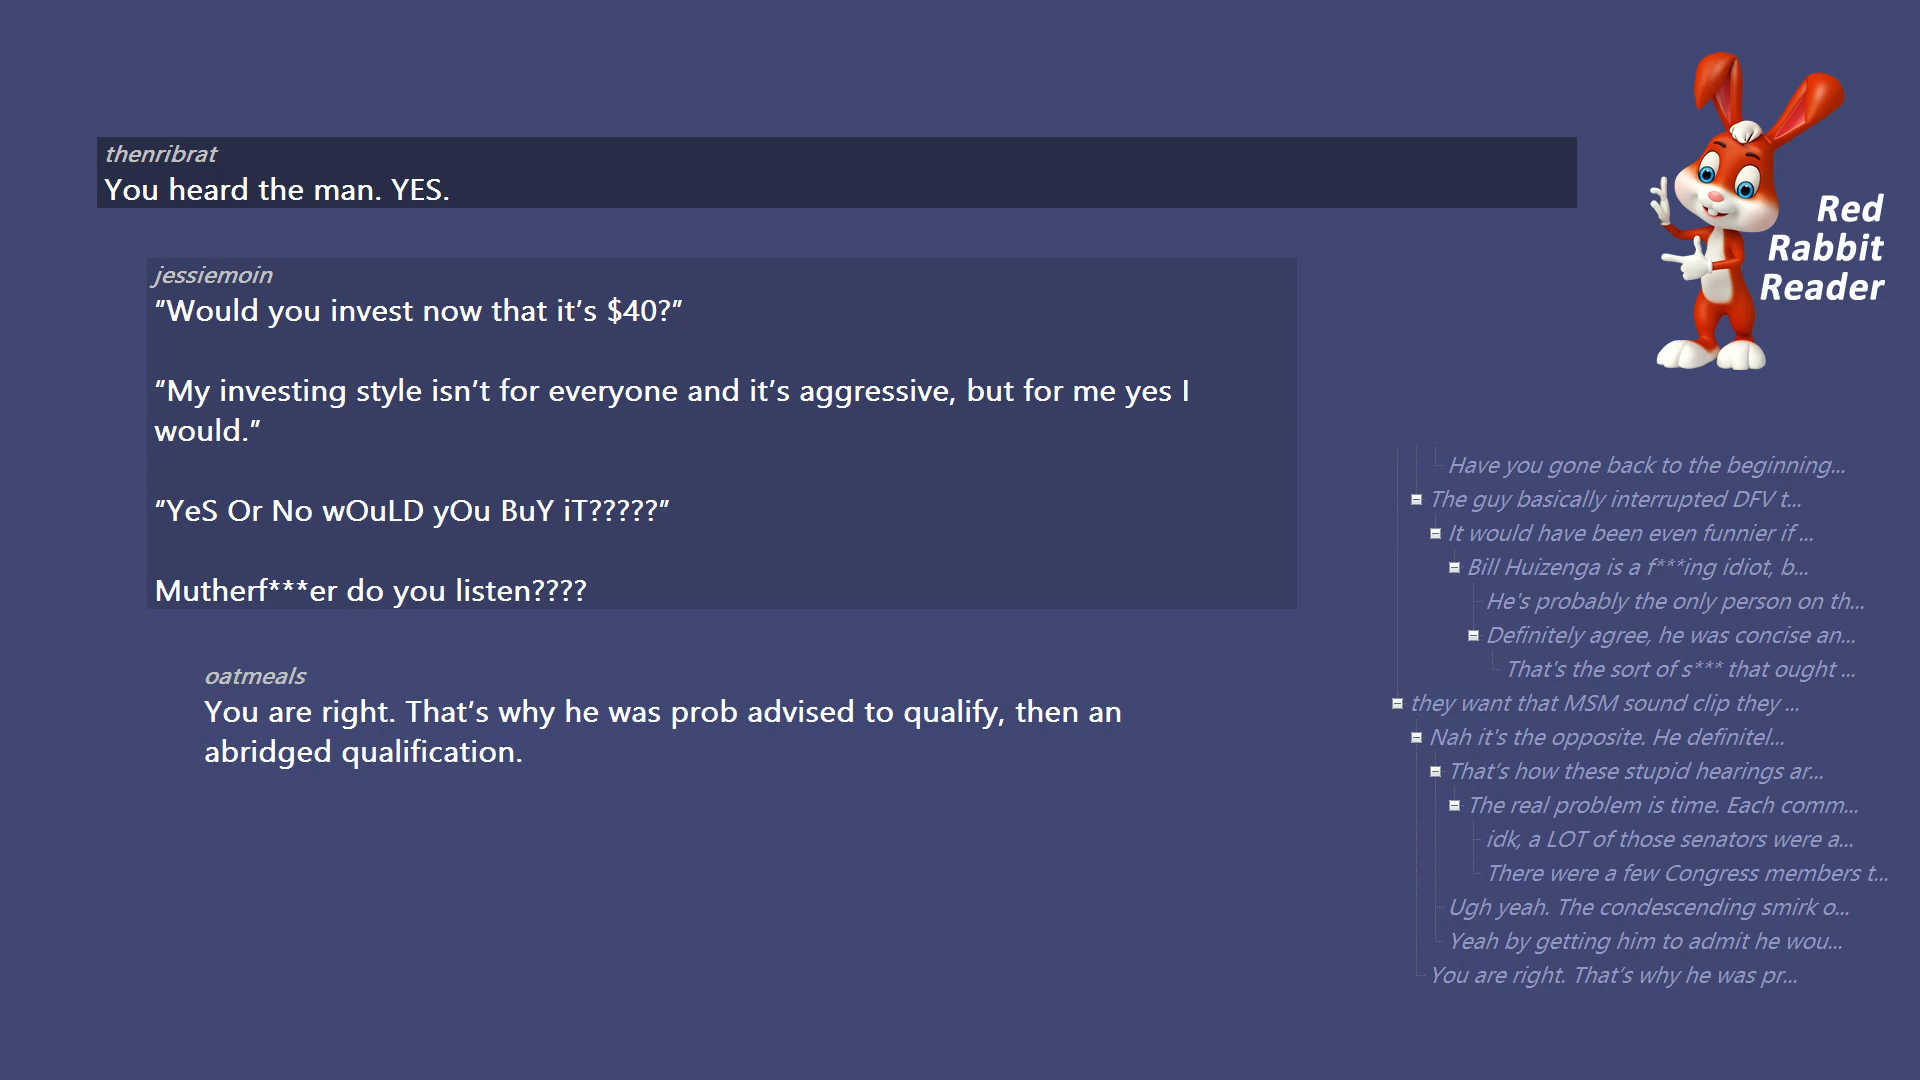 thenribrat
You heard the man. YES.
jessiemoin
“Would you invest now that it’s $40?”
“My investing style isn’t for everyone and it’s aggressive, but for me yes I
would.”
“YeS Or No wOuLD yOu BuY iT?????”
Mutherf***er do you listen????
oatmeals
You are right. That’s why he was prob advised to qualify, then an
abridged qualification.
Red
Rabbit
Reader
Have you gone back to the beginning...
The guy basically interrupted DFV t...
It would have been even funnier if ...
Bill Huizenga is a f***ing idiot, b...
He's probably the only person on th...
Definitely agree, he was concise an...
That's the sort of s*** that ought ...
they want that MSM sound clip they ...
Nah it's the opposite. He definitel...
That’s how these stupid hearings ar...
The real problem is time. Each comm...
idk, a LOT of those senators were a...
There were a few Congress members t...
Ugh yeah. The condescending smirk o...
Yeah by getting him to admit he wou...
You are right. That’s why he was pr...